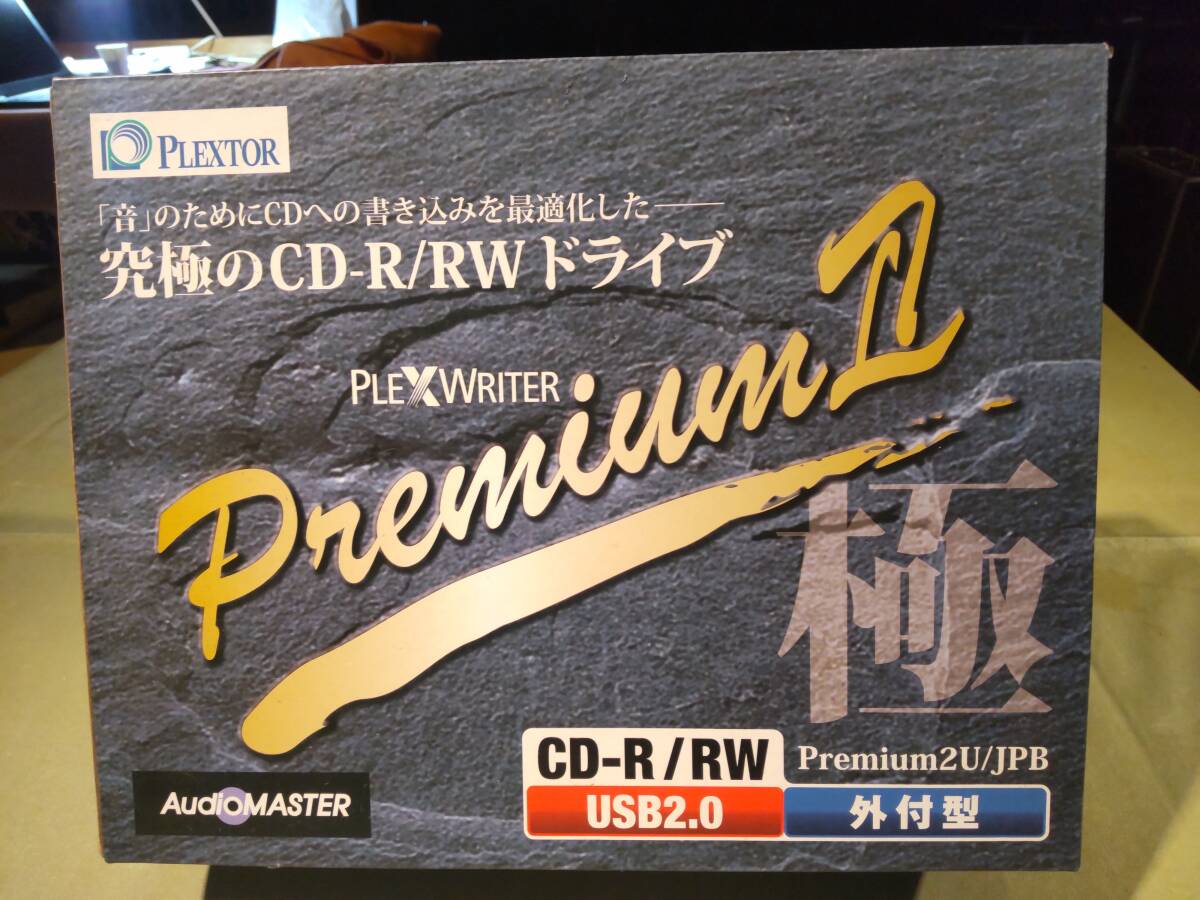 PLEXTOR
「音」のためにCDへの書き込みを最適化した——
究極のCD-R/RWドライブ
PLEXWRITER
Premium II
極
CD-R/RW
Premium2U/JPB
USB2.0
外付型
AudioMASTER